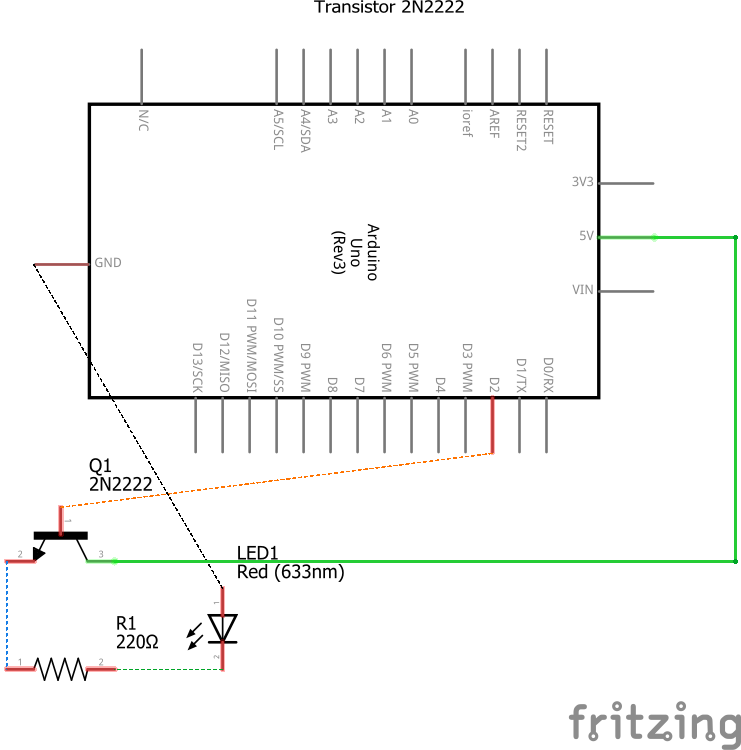 Transistor 2N2222
N/C
A5/SCL
A4/SDA
A3
A2
A1
A0
ioref
AREF
RESET2
RESET
3V3
5V
VIN
GND
Arduino
Uno
(Rev3)
D13/SCK
D12/MISO
D11 PWM/MOSI
D10 PWM/SS
D9 PWM
D8
D7
D6 PWM
D5 PWM
D4
D3 PWM
D2
D1/TX
D0/RX
Q1
2N2222
1
2
3
LED1
Red (633nm)
1
2
R1
220Ω
1
2
fritzing